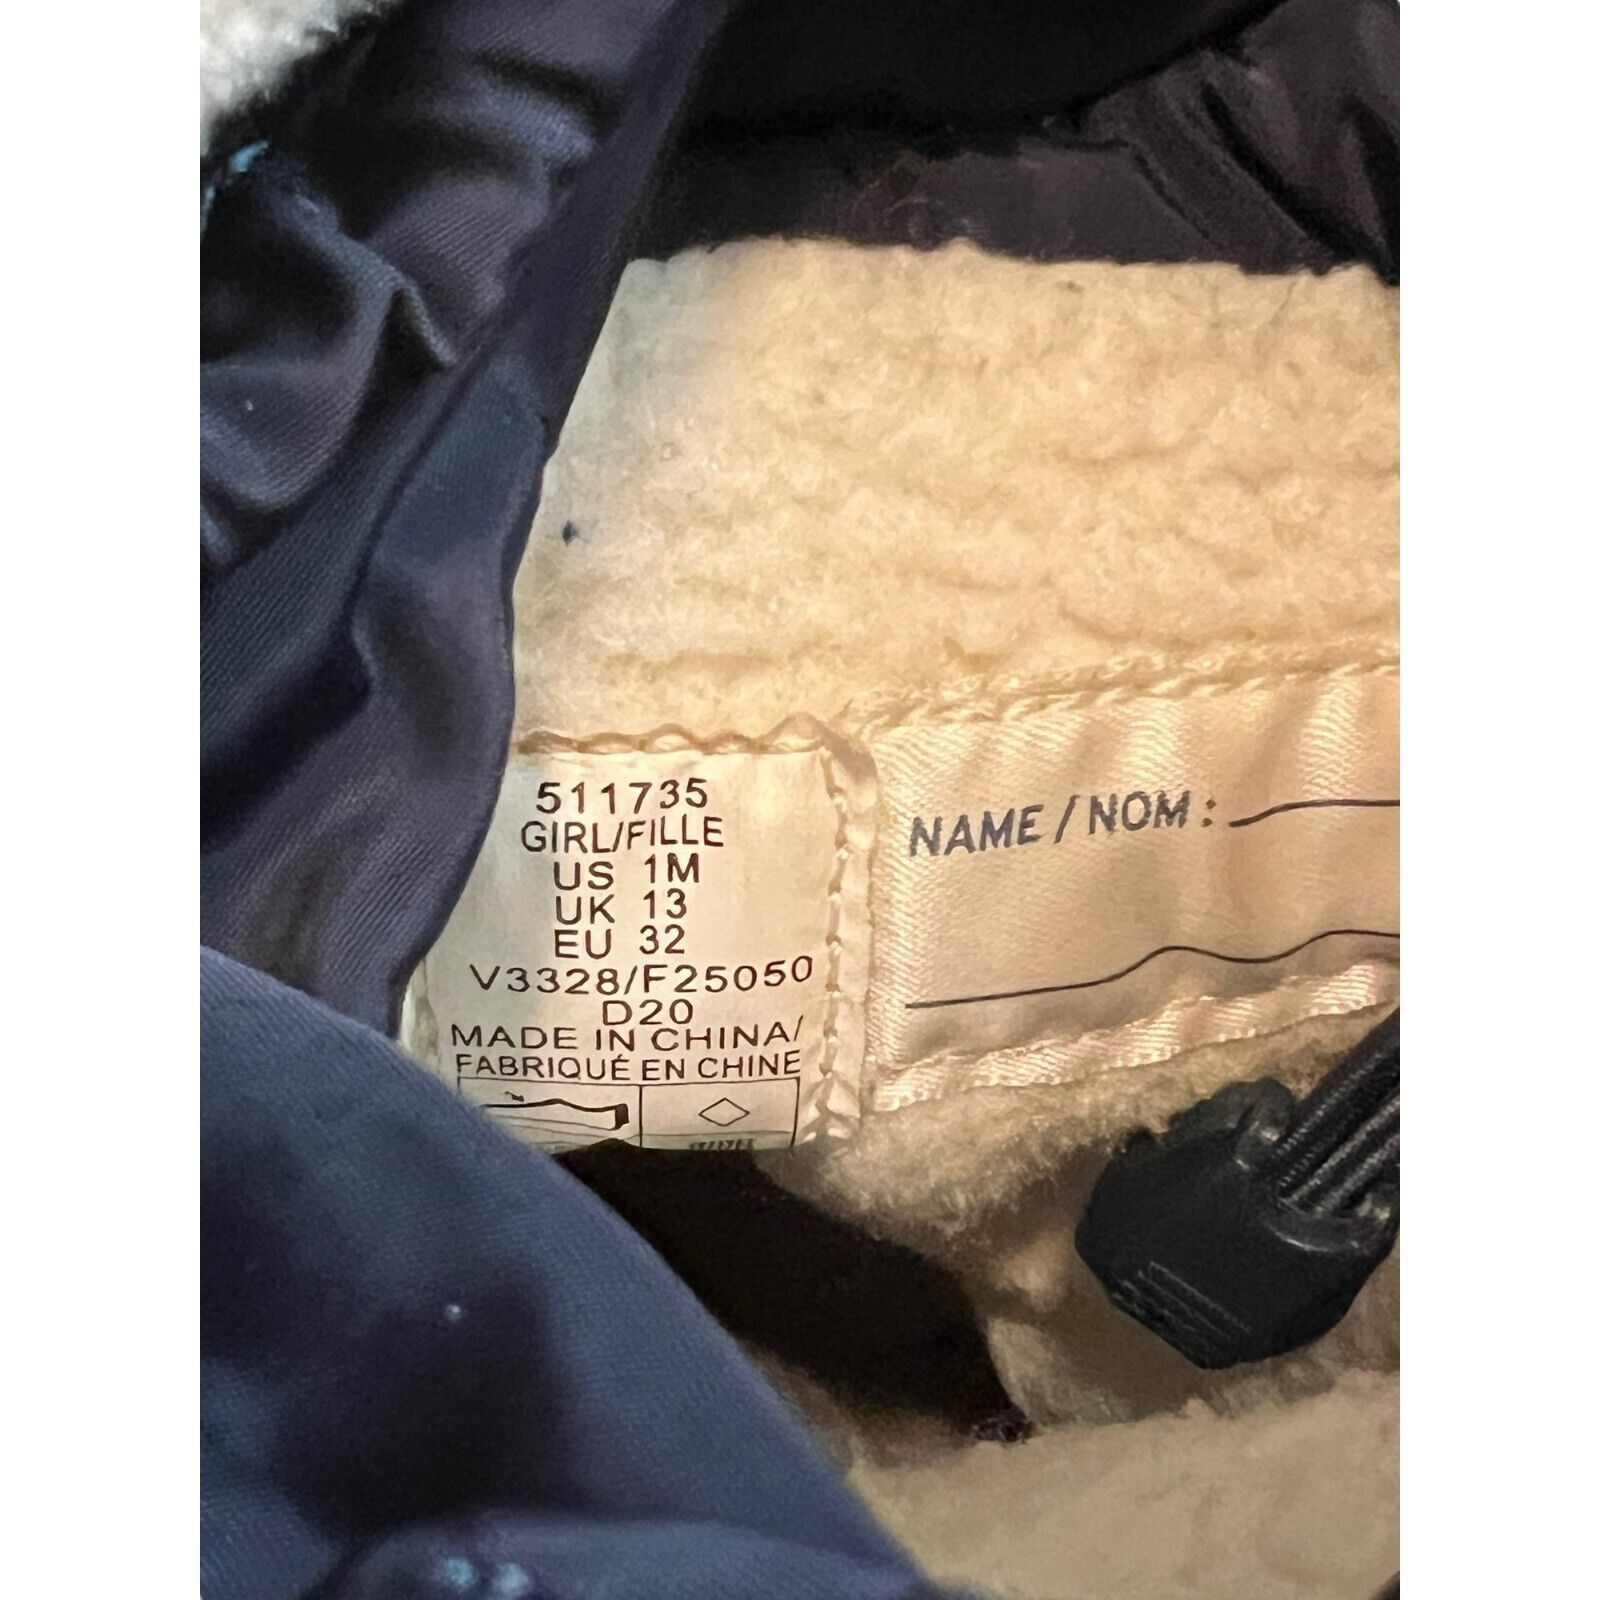 511735
GIRL/FILLE
US 1M
UK 13
EU 32
V3328/F25050
D20
MADE IN CHINA/
FABRIQUÉ EN CHINE
NAME / NOM :